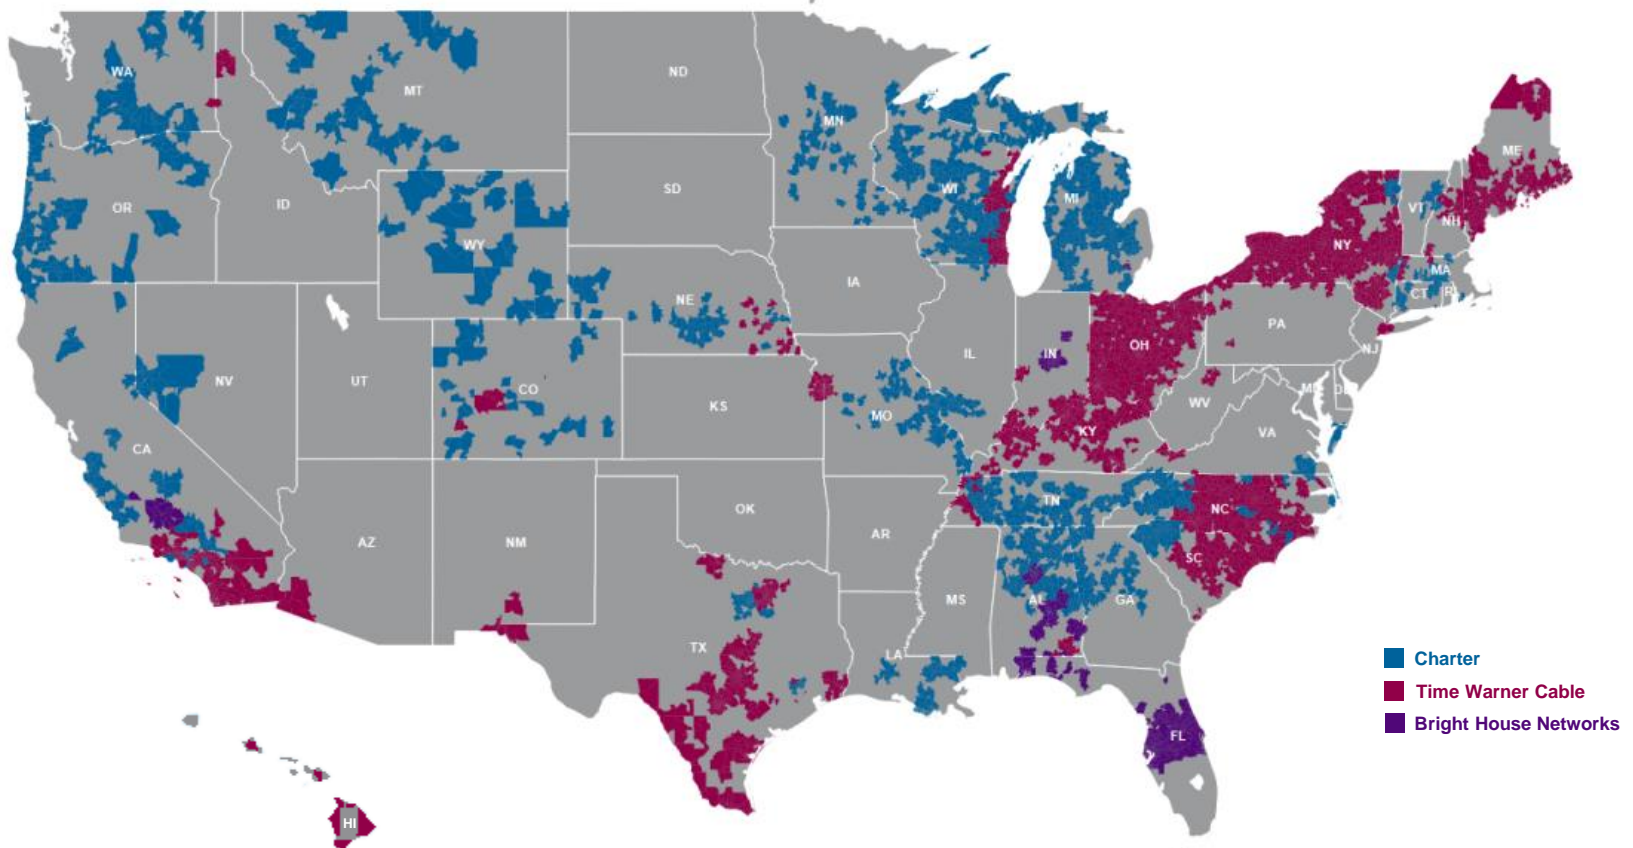 WA
MT
ND
MN
ME
OR
ID
SD
WI
MI
VT
NH
WY
NY
MA
IA
NE
CT
RI
PA
NV
UT
CO
IL
IN
OH
NJ
KS
MO
WV
MD
DE
CA
KY
VA
OK
TN
NC
AZ
NM
AR
SC
MS
AL
GA
TX
LA
FL
HI
Charter
Time Warner Cable
Bright House Networks